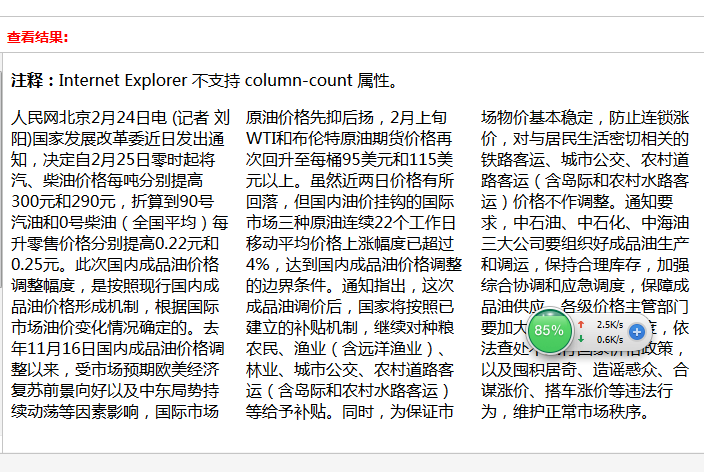 查看结果:
注释：Internet Explorer 不支持 column-count 属性。
人民网北京2月24日电 (记者 刘
阳)国家发展改革委近日发出通
知，决定自2月25日零时起将
汽、柴油价格每吨分别提高
300元和290元，折算到90号
汽油和0号柴油（全国平均）每
升零售价格分别提高0.22元和
0.25元。此次国内成品油价格
调整幅度，是按照现行国内成
品油价格形成机制，根据国际
市场油价变化情况确定的。去
年11月16日国内成品油价格调
整以来，受市场预期欧美经济
复苏前景向好以及中东局势持
续动荡等因素影响，国际市场
原油价格先抑后扬，2月上旬
WTI和布伦特原油期货价格再
次回升至每桶95美元和115美
元以上。虽然近两日价格有所
回落，但国内油价挂钩的国际
市场三种原油连续22个工作日
移动平均价格上涨幅度已超过
4%，达到国内成品油价格调整
的边界条件。通知指出，这次
成品油调价后，国家将按照已
建立的补贴机制，继续对种粮
农民、渔业（含远洋渔业）、
林业、城市公交、农村道路客
运（含岛际和农村水路客运）
等给予补贴。同时，为保证市
场物价基本稳定，防止连锁涨
价，对与居民生活密切相关的
铁路客运、城市公交、农村道
路客运（含岛际和农村水路客
运）价格不作调整。通知要
求，中石油、中石化、中海油
三大公司要组织好成品油生产
和调运，保持合理库存，加强
综合协调和应急调度，保障成
品油供应。各级价格主管部门
要加大 度，依
法查处不 国家价格政策，
以及囤积居奇、造谣惑众、合
谋涨价、搭车涨价等违法行
为，维护正常市场秩序。
85%
2.5K/s
0.6K/s